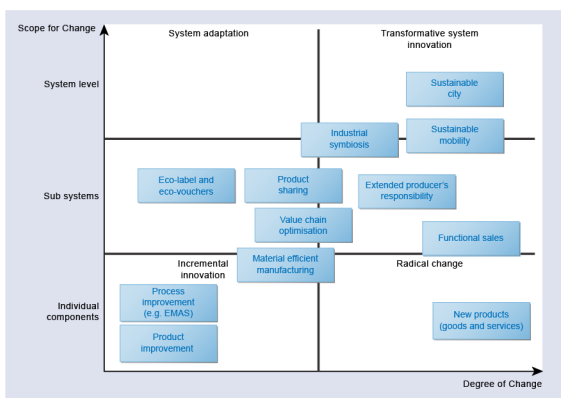 Scope for Change
System adaptation
Transformative system
innovation
System level
Sustainable
city
Industrial
symbiosis
Sustainable
mobility
Sub systems
Eco-label and
eco-vouchers
Product
sharing
Extended producer's
responsibility
Value chain
optimisation
Functional sales
Incremental
innovation
Material efficient
manufacturing
Radical change
Individual
components
Process
improvement
(e.g. EMAS)
Product
improvement
New products
(goods and services)
Degree of Change